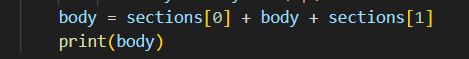 body = sections[0] + body + sections[1]
print(body)